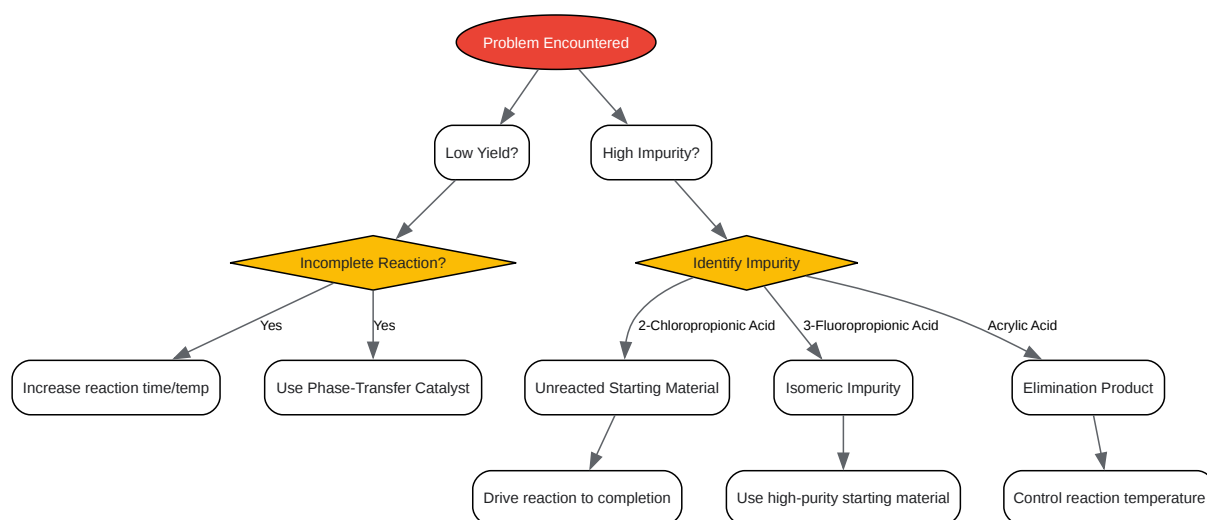 Problem Encountered
Low Yield?
High Impurity?
Incomplete Reaction?
Identify Impurity
Yes
Yes
2-Chloropropionic Acid
3-Fluoropropionic Acid
Acrylic Acid
Increase reaction time/temp
Use Phase-Transfer Catalyst
Unreacted Starting Material
Isomeric Impurity
Elimination Product
Drive reaction to completion
Use high-purity starting material
Control reaction temperature